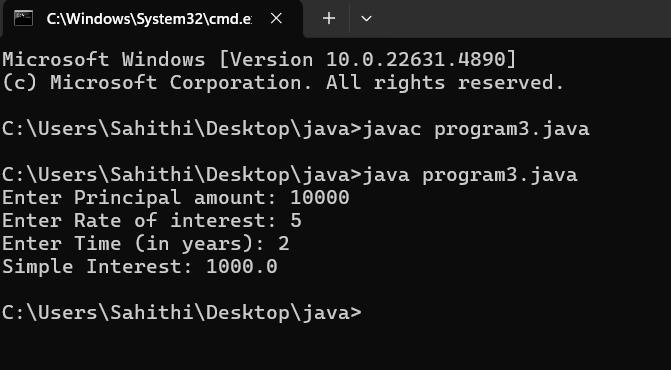 C:\Windows\System32\cmd.e
Microsoft Windows [Version 10.0.22631.4890]
(c) Microsoft Corporation. All rights reserved.
C:\Users\Sahithi\Desktop\java>javac program3.java
C:\Users\Sahithi\Desktop\java>java program3.java
Enter Principal amount: 10000
Enter Rate of interest: 5
Enter Time (in years): 2
Simple Interest: 1000.0
C:\Users\Sahithi\Desktop\java>